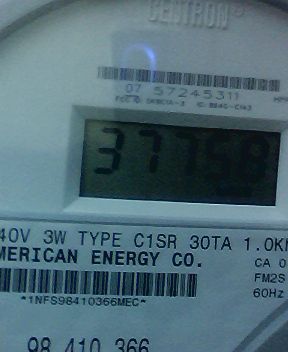 CENTRON
07 57245311
37758
40V 3W TYPE C1SR 30TA 1.0K
MERICAN ENERGY CO.
CA 0
FM2S
60Hz
*1NFS98410366MEC*
98 410 366